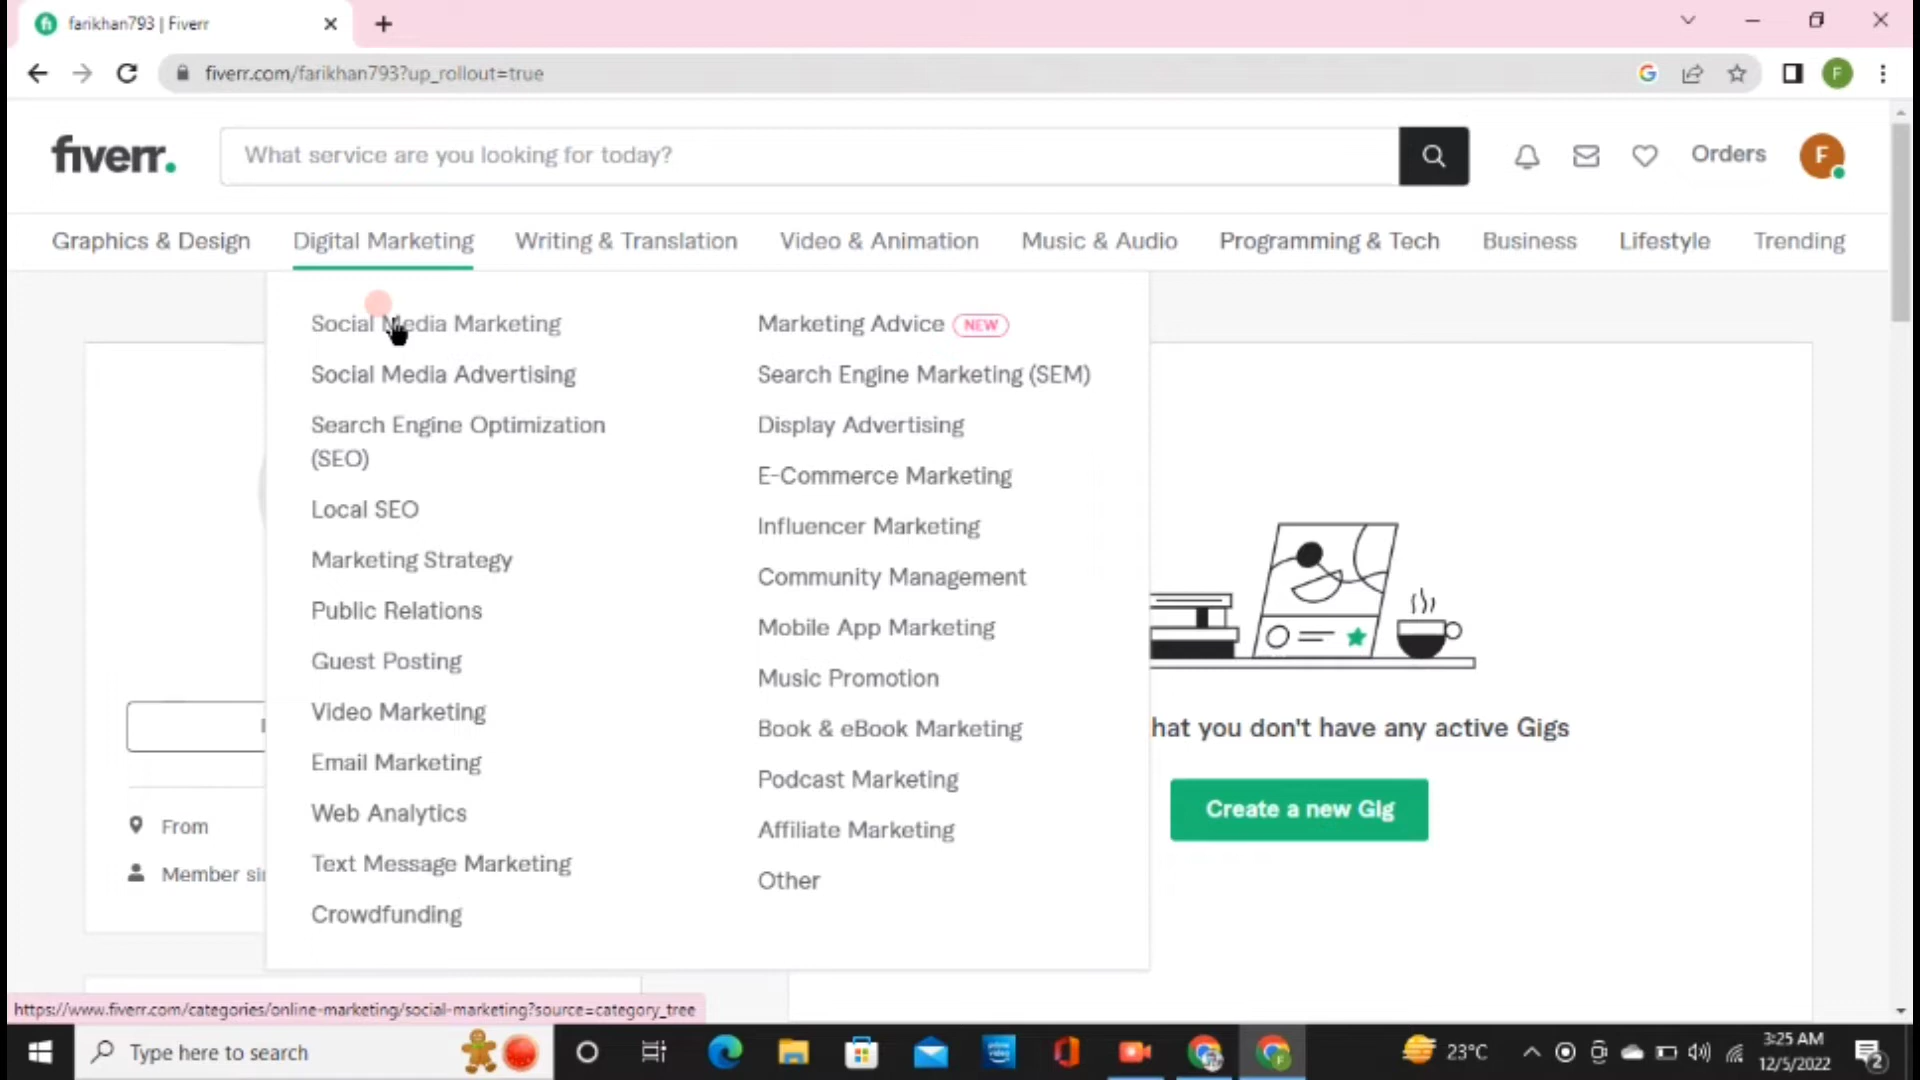 farikhan793 | Fiverr
fiverr.com/farikhan793?up_rollout=true
F
fiverr.
What service are you looking for today?
Orders
F
Graphics & Design
Digital Marketing
Writing & Translation
Video & Animation
Music & Audio
Programming & Tech
Business
Lifestyle
Trending
Social Media Marketing
Social Media Advertising
Search Engine Optimization
(SEO)
Local SEO
Marketing Strategy
Public Relations
Guest Posting
Video Marketing
Email Marketing
Web Analytics
Text Message Marketing
Crowdfunding
Marketing Advice NEW
Search Engine Marketing (SEM)
Display Advertising
E-Commerce Marketing
Influencer Marketing
Community Management
Mobile App Marketing
Music Promotion
Book & eBook Marketing
Podcast Marketing
Affiliate Marketing
Other
hat you don't have any active Gigs
Create a new Gig
From
Member si
https://www.fiverr.com/categories/online-marketing/social-marketing?source=category_tree
Type here to search
23°C
3:25 AM
12/5/2022
2